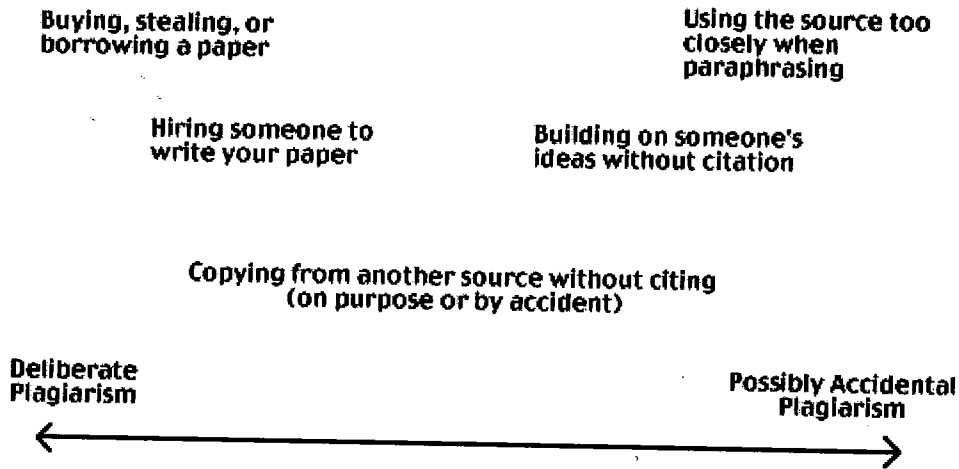 Buying, stealing, or
borrowing a paper
Using the source too
closely when
paraphrasing
Hiring someone to
write your paper
Building on someone's
ideas without citation
Copying from another source without citing
(on purpose or by accident)
Deliberate
Plagiarism
Possibly Accidental
Plagiarism